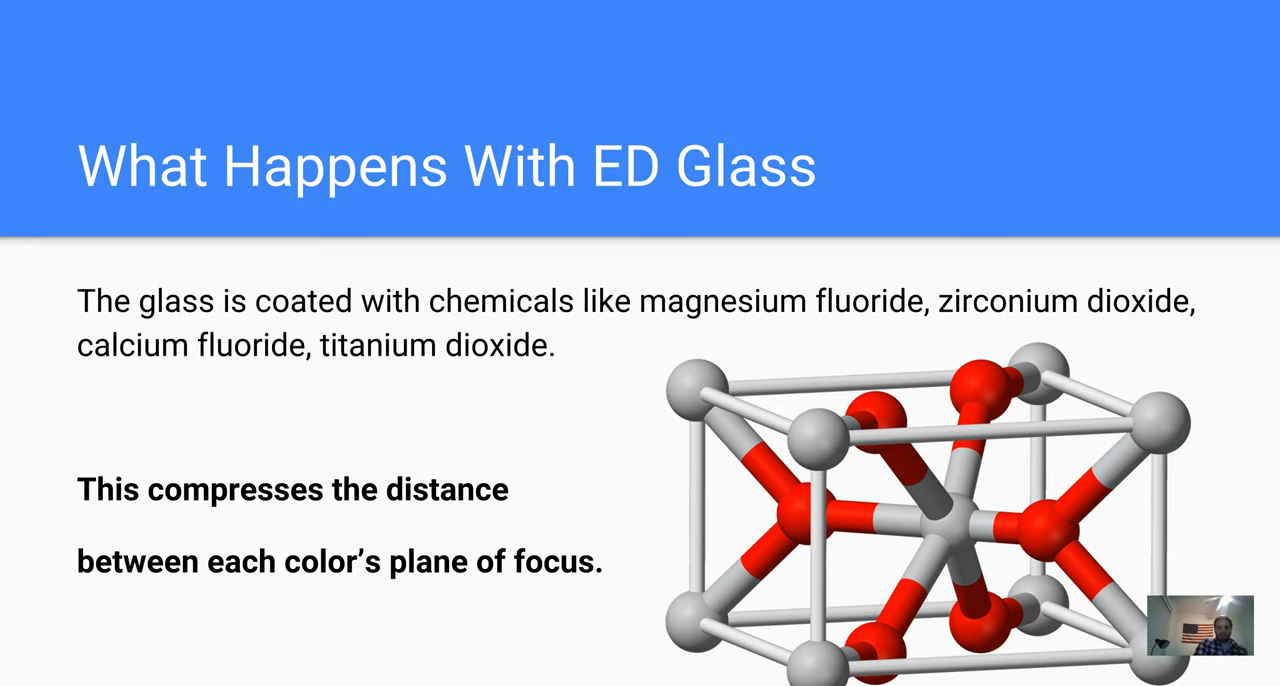 What Happens With ED Glass
The glass is coated with chemicals like magnesium fluoride, zirconium dioxide,
calcium fluoride, titanium dioxide.
This compresses the distance
between each color’s plane of focus.